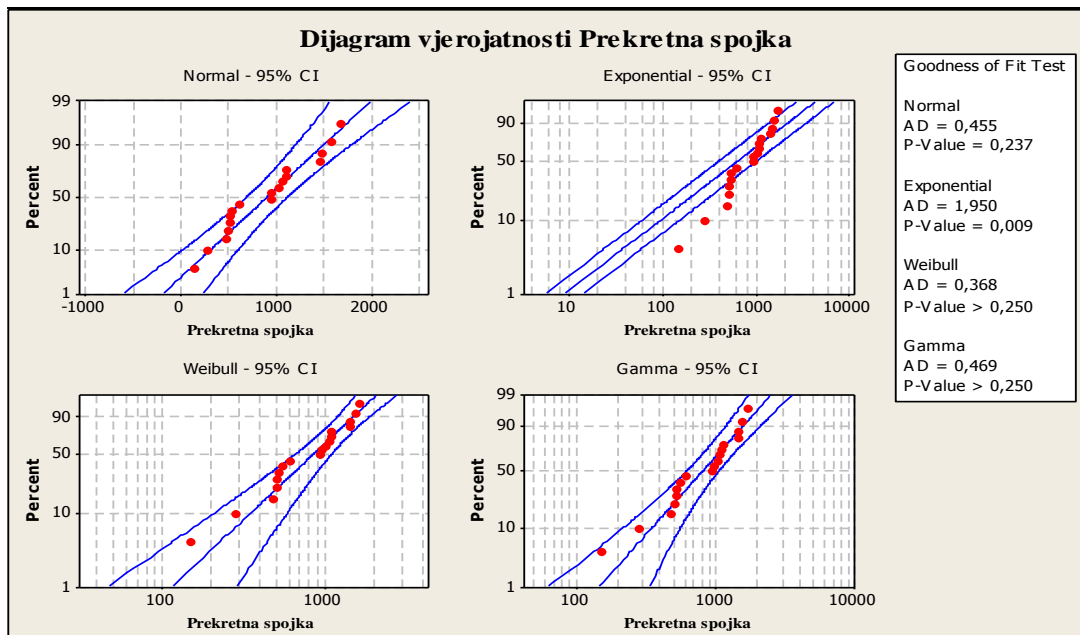 Dijagram vjerojatnosti Prekretna spojka
Normal - 95% CI
Percent
99
90
50
10
1
-1000 0 1000 2000
Prekretna spojka
Exponential - 95% CI
Percent
90
50
10
1
10 100 1000 10000
Prekretna spojka
Weibull - 95% CI
Percent
90
50
10
1
100 1000
Prekretna spojka
Gamma - 95% CI
Percent
99
90
50
10
1
100 1000 10000
Prekretna spojka
Goodness of Fit Test
Normal
AD = 0,455
P-Value = 0,237
Exponential
AD = 1,950
P-Value = 0,009
Weibull
AD = 0,368
P-Value > 0,250
Gamma
AD = 0,469
P-Value > 0,250